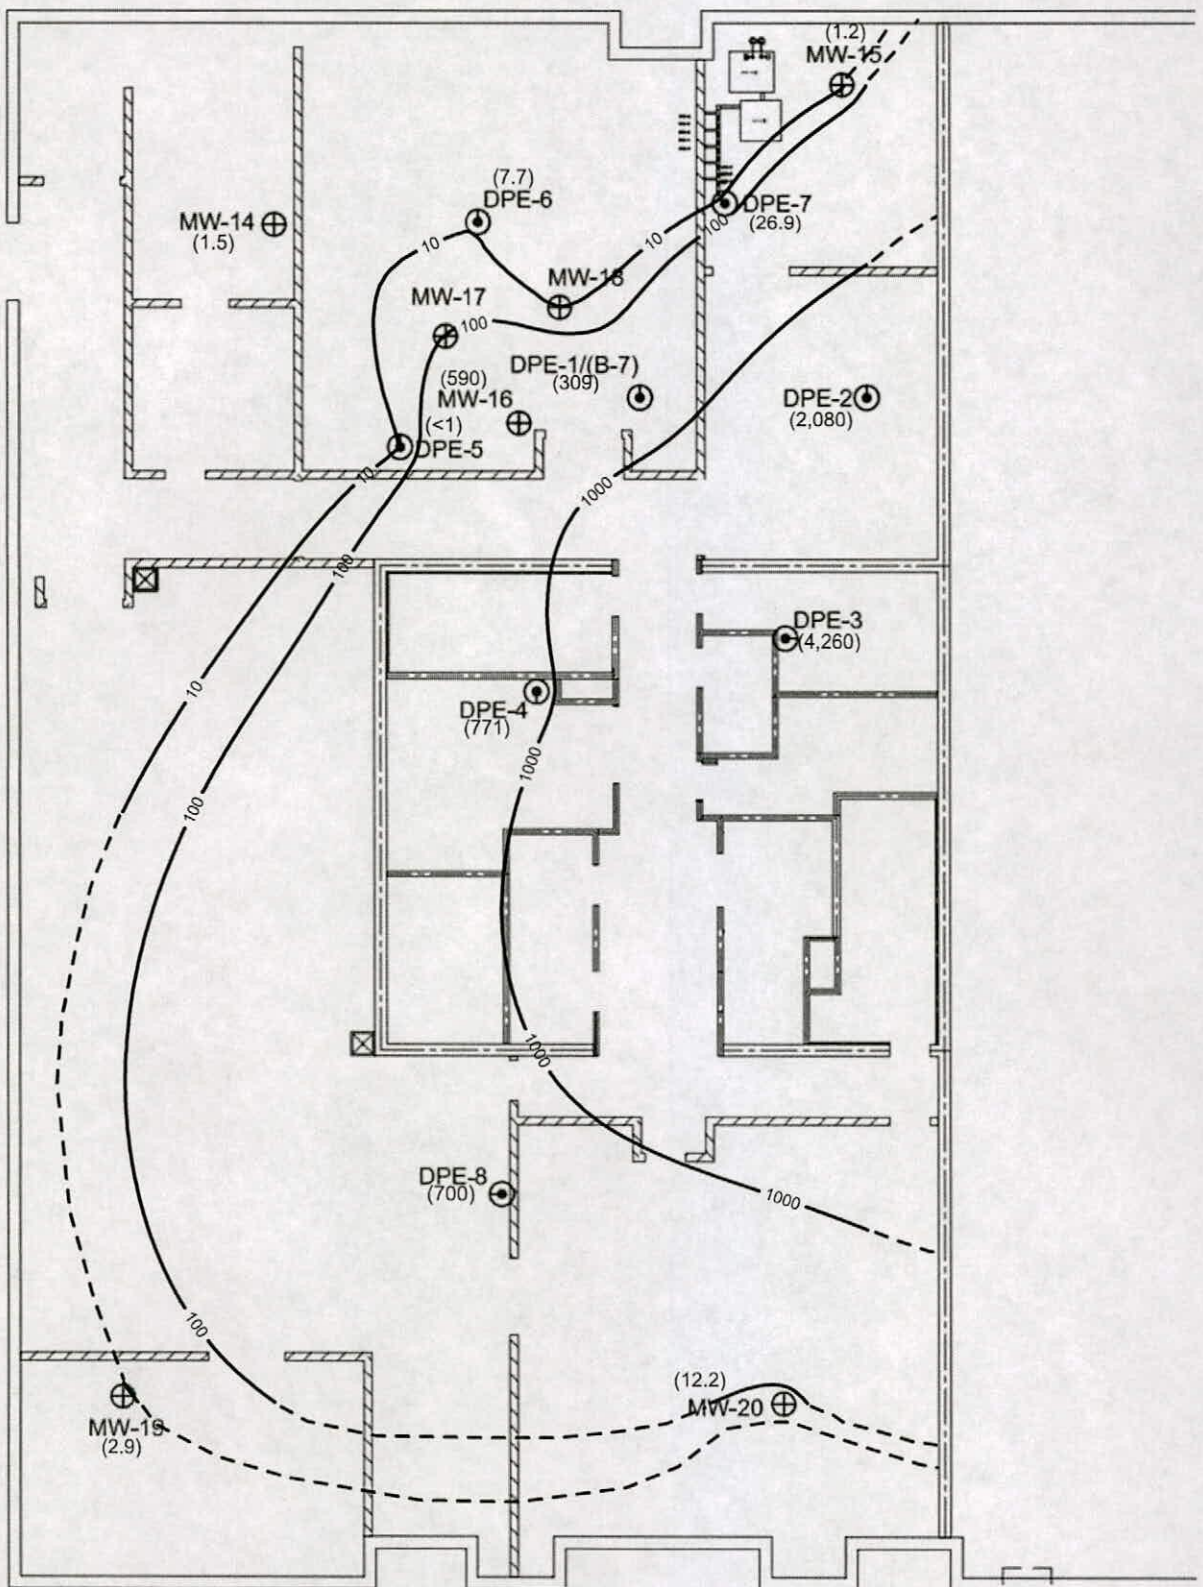 (1.2)
MW-15
(7.7)
DPE-6
DPE-7
(26.9)
MW-14
(1.5)
10
10
100
MW-18
MW-17
100
DPE-1/(B-7)
(309)
(590)
MW-16
DPE-2
(2,080)
(<1)
DPE-5
10
1000
100
DPE-3
(4,260)
10
DPE-4
(771)
1000
100
1000
DPE-8
(700)
1000
100
(12.2)
MW-20
MW-19
(2.9)